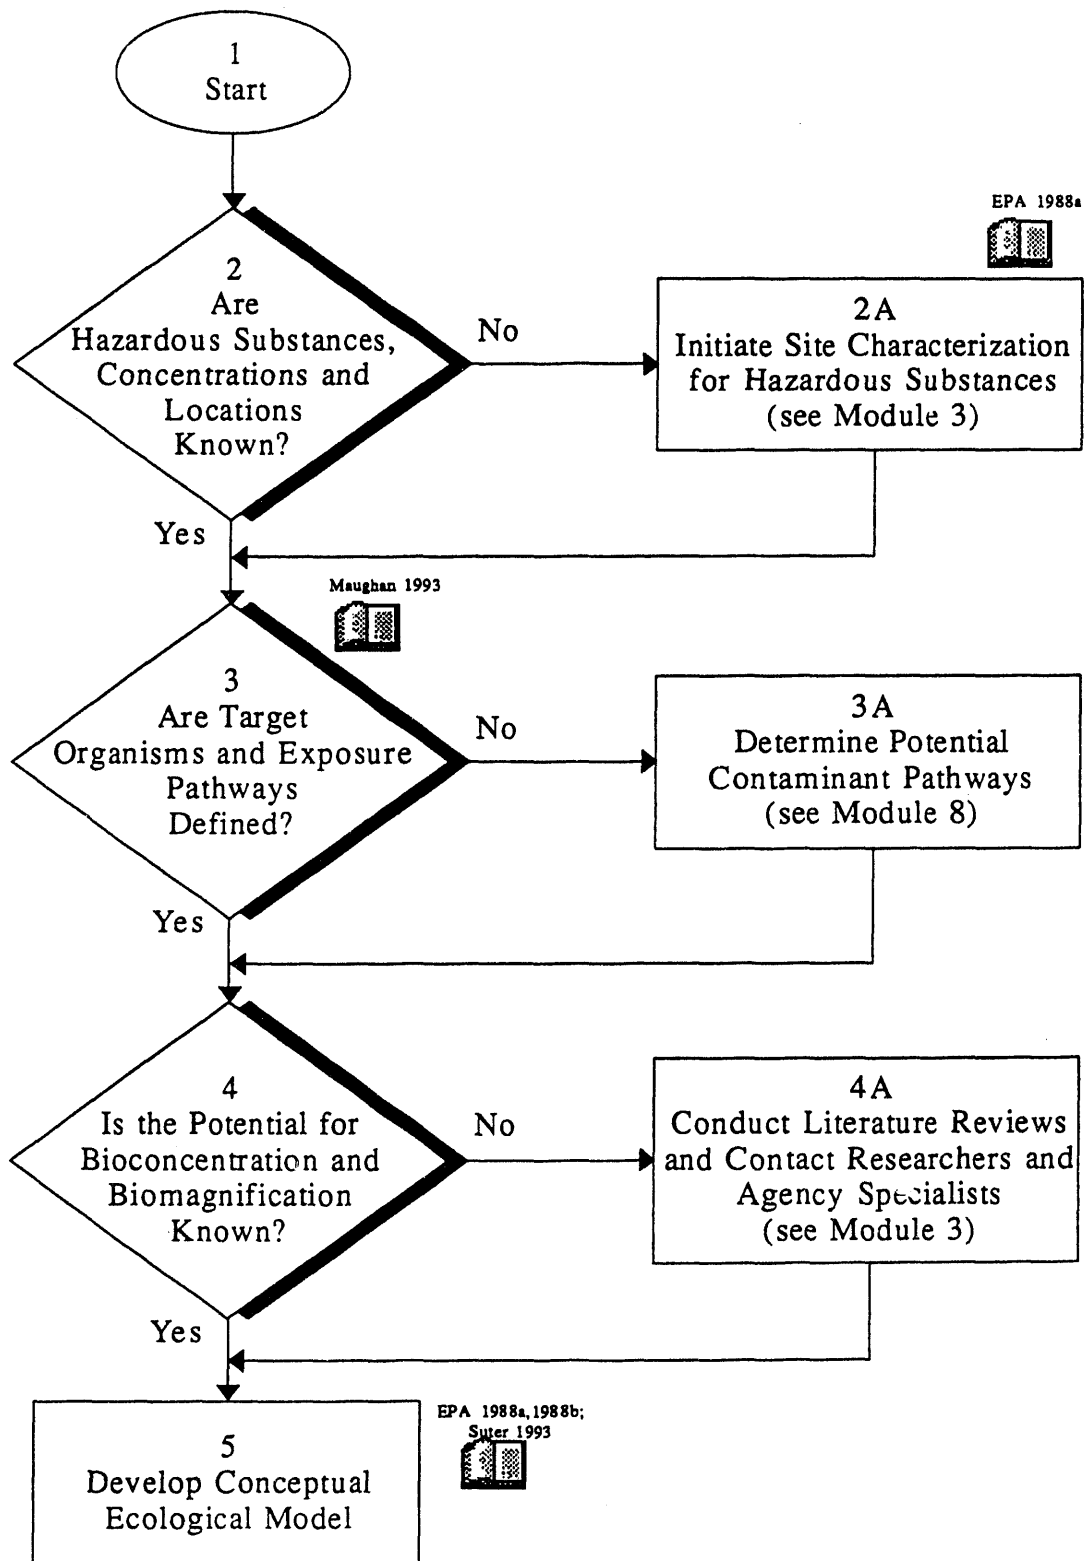 1
Start
EPA 1988a
2
Are
Hazardous Substances,
Concentrations and
Locations
Known?
No
2A
Initiate Site Characterization
for Hazardous Substances
(see Module 3)
Yes
Maughan 1993
3
Are Target
Organisms and Exposure
Pathways
Defined?
No
3A
Determine Potential
Contaminant Pathways
(see Module 8)
Yes
4
Is the Potential for
Bioconcentration and
Biomagnification
Known?
No
4A
Conduct Literature Reviews
and Contact Researchers and
Agency Specialists
(see Module 3)
Yes
5
Develop Conceptual
Ecological Model
EPA 1988a,1988b;
Suter 1993